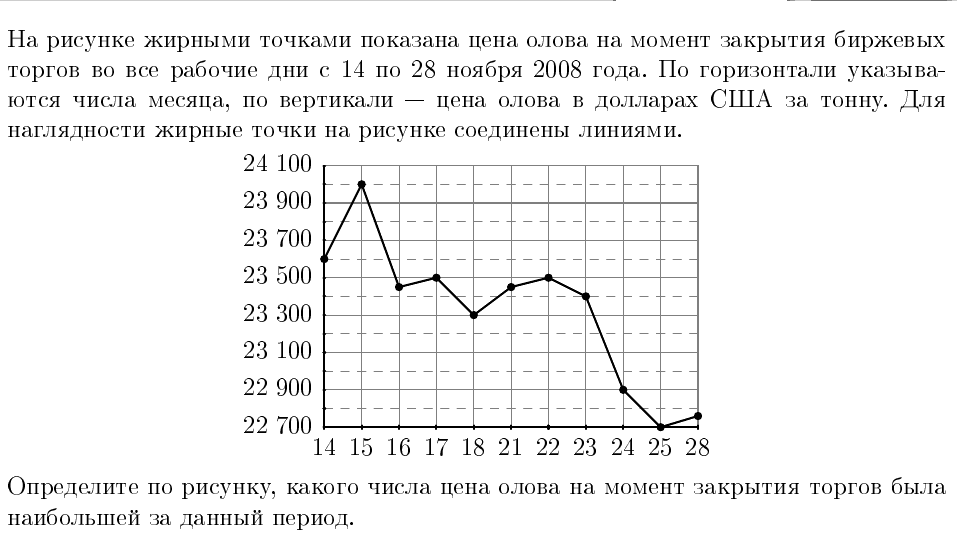 На рисунке жирными точками показана цена олова на момент закрытия биржевых
торгов во все рабочие дни с 14 по 28 ноября 2008 года. По горизонтали указыва-
ются числа месяца, по вертикали — цена олова в долларах США за тонну. Для
наглядности жирные точки на рисунке соединены линиями.
24 100
23 900
23 700
23 500
23 300
23 100
22 900
22 700
14 15 16 17 18 21 22 23 24 25 28
Определите по рисунку, какого числа цена олова на момент закрытия торгов была
наибольшей за данный период.